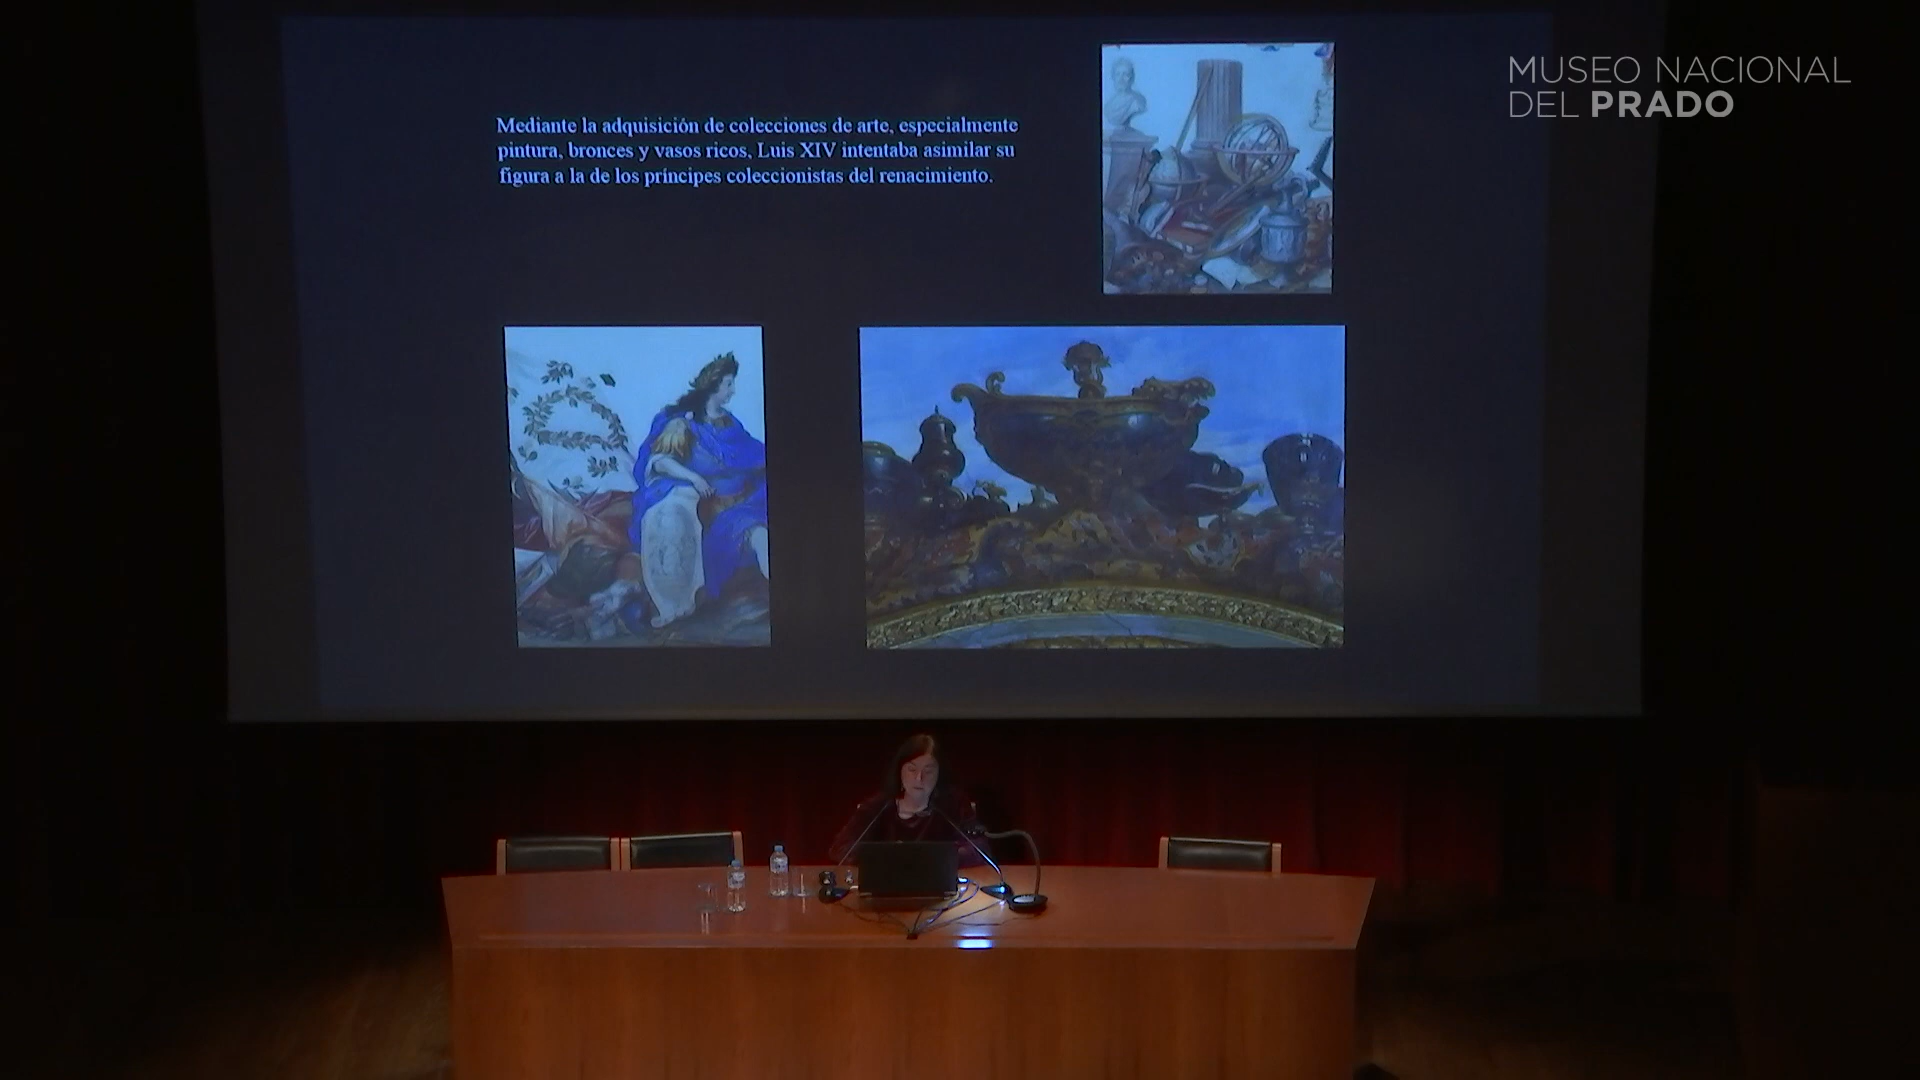 Mediante la adquisición de colecciones de arte, especialmente
pintura, bronces y vasos ricos, Luis XIV intentaba asimilar su
figura a la de los príncipes coleccionistas del renacimiento.
MUSEO NACIONAL
DEL PRADO